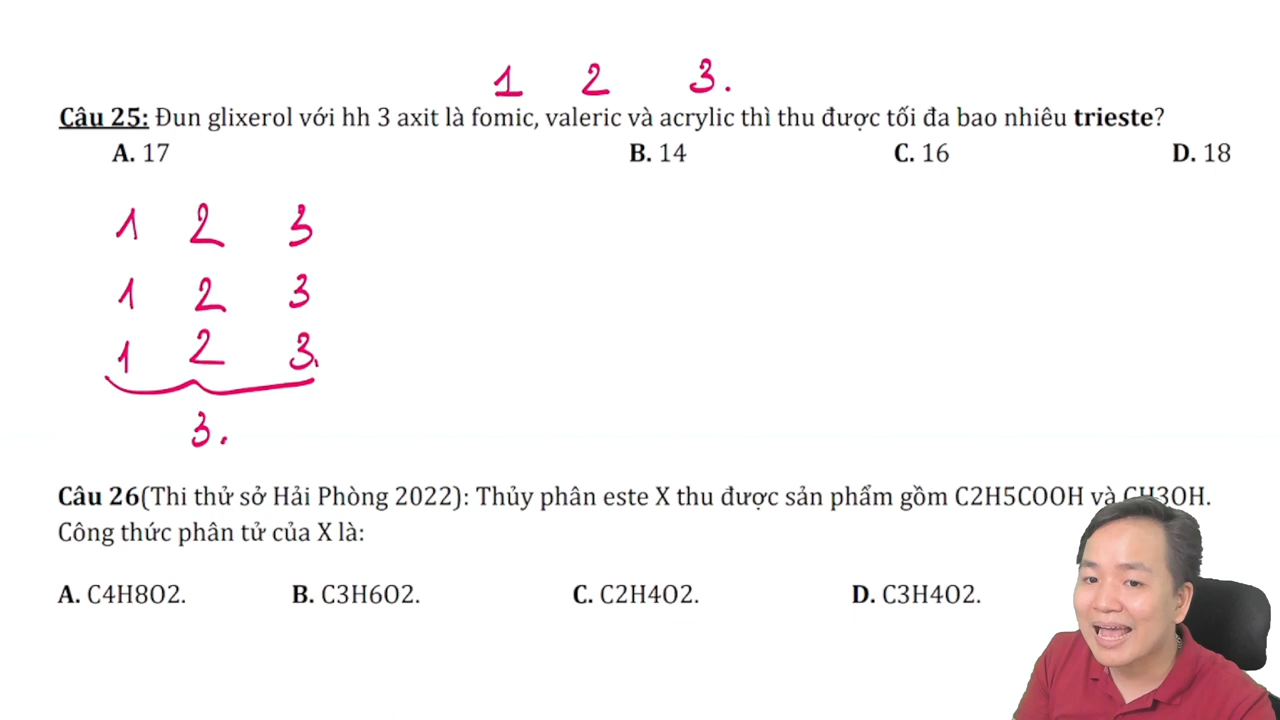 1 2 3.
Câu 25: Đun glixerol với hh 3 axit là fomic, valeric và acrylic thì thu được tối đa bao nhiêu trieste?
A. 17 B. 14 C. 16 D. 18
1 2 3
1 2 3
1 2 3.
3.
Câu 26(Thi thử sở Hải Phòng 2022): Thủy phân este X thu được sản phẩm gồm C2H5COOH và CH3OH.
Công thức phân tử của X là:
A. C4H8O2. B. C3H6O2. C. C2H4O2. D. C3H4O2.